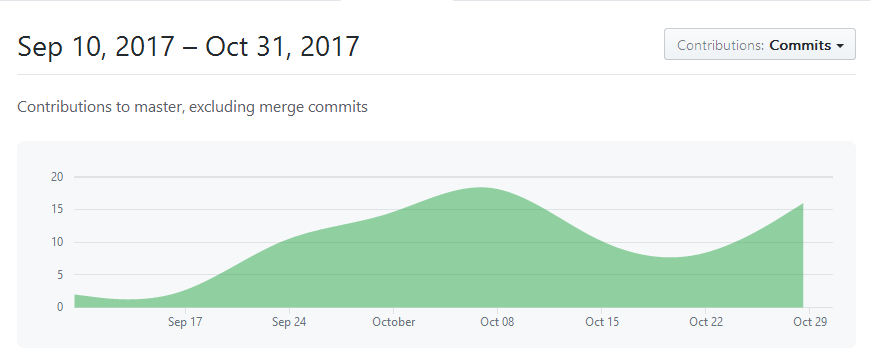 Sep 10, 2017 – Oct 31, 2017
Contributions: Commits
Contributions to master, excluding merge commits
20
15
10
5
0
Sep 17 Sep 24 October Oct 08 Oct 15 Oct 22 Oct 29